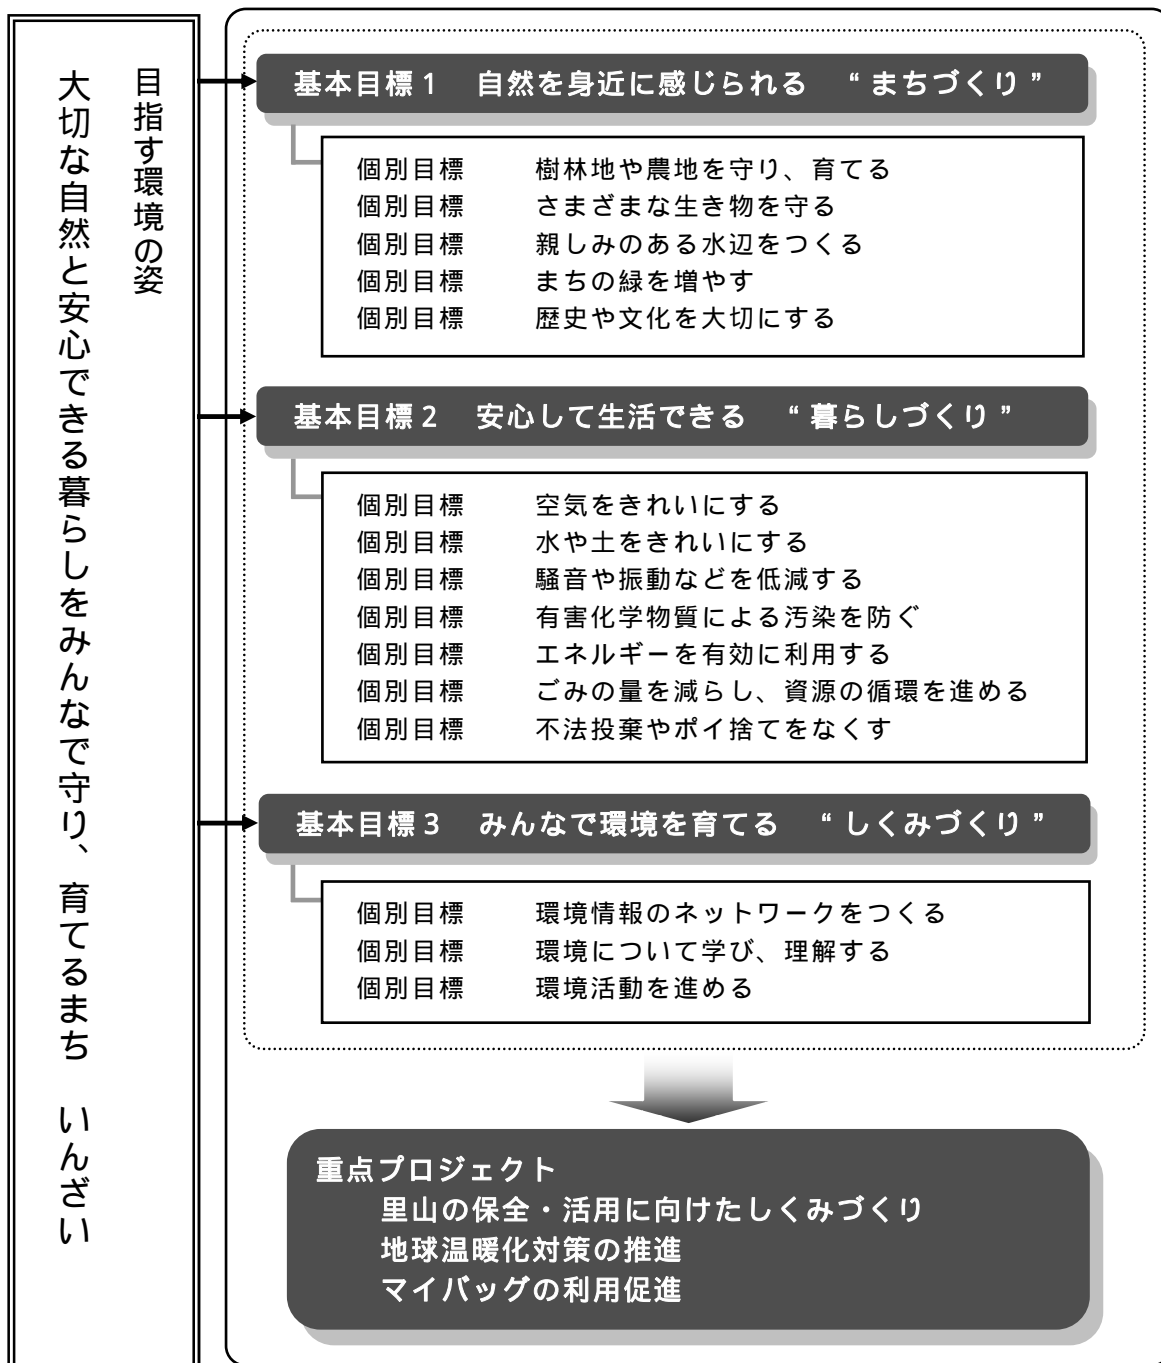 目指す環境の姿
大切な自然と安心できる暮らしをみんなで守り、育てるまち　いんざい
基本目標１　自然を身近に感じられる　“まちづくり”
個別目標　樹林地や農地を守り、育てる
個別目標　さまざまな生き物を守る
個別目標　親しみのある水辺をつくる
個別目標　まちの緑を増やす
個別目標　歴史や文化を大切にする
基本目標２　安心して生活できる　“暮らしづくり”
個別目標　空気をきれいにする
個別目標　水や土をきれいにする
個別目標　騒音や振動などを低減する
個別目標　有害化学物質による汚染を防ぐ
個別目標　エネルギーを有効に利用する
個別目標　ごみの量を減らし、資源の循環を進める
個別目標　不法投棄やポイ捨てをなくす
基本目標３　みんなで環境を育てる　“しくみづくり”
個別目標　環境情報のネットワークをつくる
個別目標　環境について学び、理解する
個別目標　環境活動を進める
重点プロジェクト
里山の保全・活用に向けたしくみづくり
地球温暖化対策の推進
マイバッグの利用促進